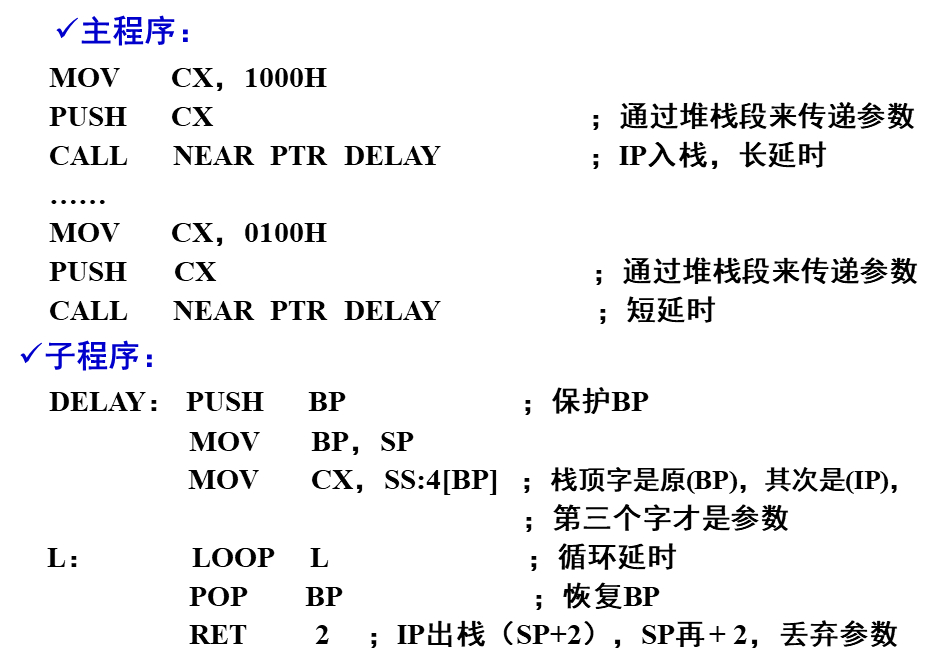 ✓主程序：
MOV CX，1000H
PUSH CX ；通过堆栈段来传递参数
CALL NEAR PTR DELAY ；IP入栈，长延时
……
MOV CX，0100H
PUSH CX ；通过堆栈段来传递参数
CALL NEAR PTR DELAY ；短延时
✓子程序：
DELAY： PUSH BP ；保护BP
MOV BP，SP
MOV CX，SS:4[BP] ；栈顶字是原(BP)，其次是(IP)，
；第三个字才是参数
L： LOOP L ；循环延时
POP BP ；恢复BP
RET 2 ；IP出栈（SP+2），SP再＋2，丢弃参数